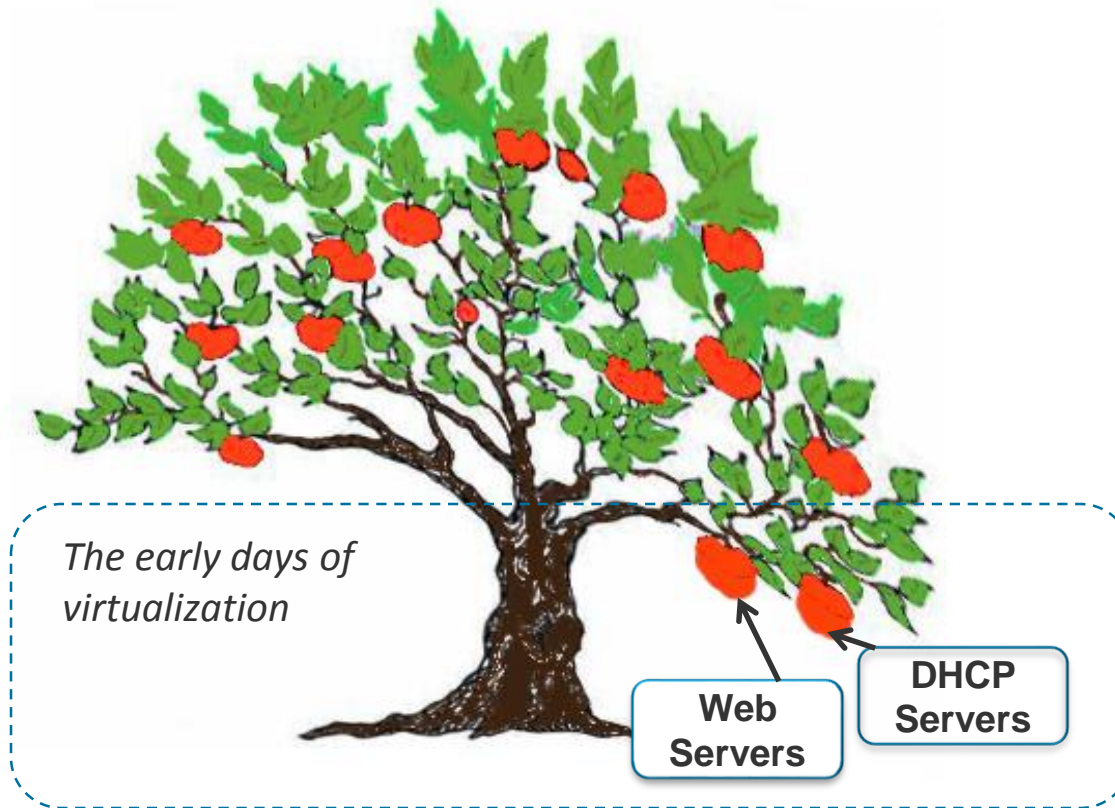 The early days of
virtualization
Web
Servers
DHCP
Servers